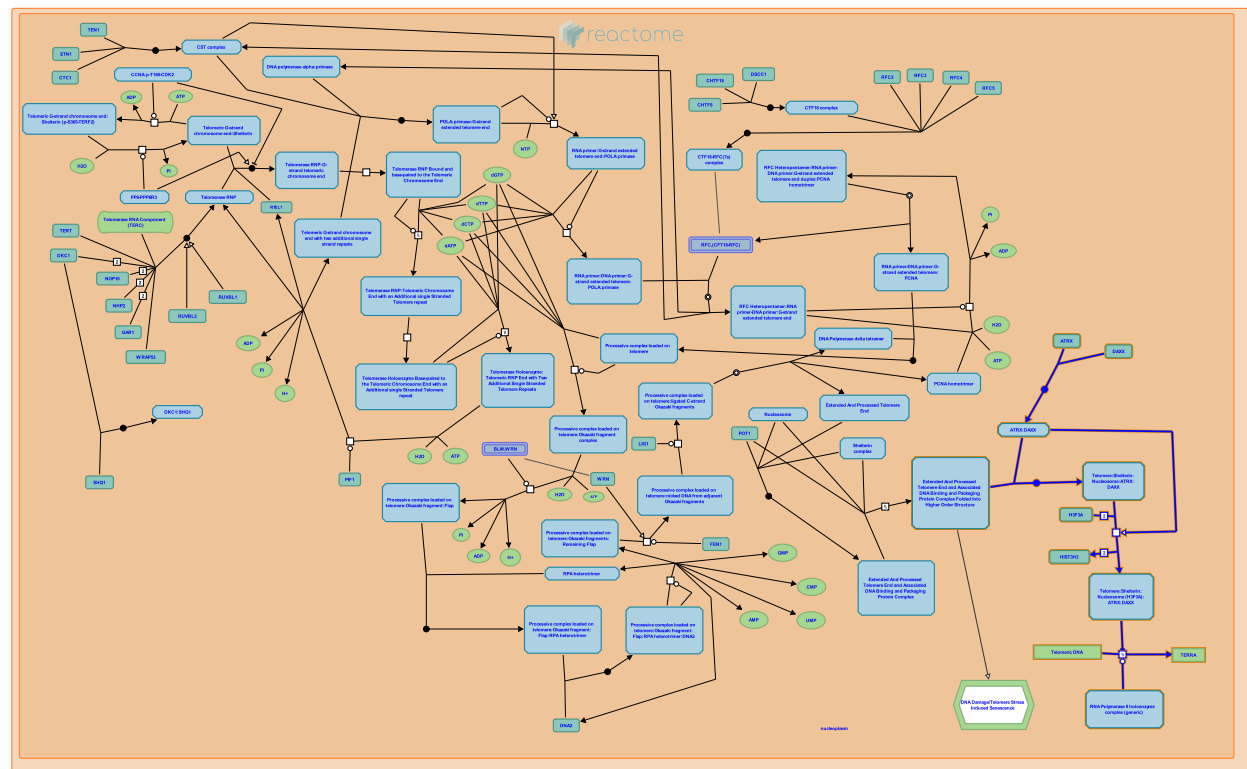 reactome
TEN1
STN1
CTC1
CST complex
CCNA:p-T160-CDK2
ADP
ATP
Telomeric G-strand chromosome end:
Shelterin (p-S365-TERF2)
Telomeric G-strand
chromosome end:Shelterin
H2O
Pi
PP6-PPP6R3
DNA polymerase alpha:primase
POLA:primase:G-strand
extended telomere end
NTP
RNA primer:G-strand extended
telomere end:POLA:primase
Telomerase RNP:G-
strand telomeric
chromosome end
Telomerase RNP Bound and
base-paired to the Telomeric
Chromosome End
Telomerase RNP
RTEL1
Telomerase RNA Component
(TERC)
TERT
DKC1
NOP10
NHP2
GAR1
WRAP53
RUVBL2
RUVBL1
2
2
2
2
Telomeric G-strand chromosome
end with two additional single
strand repeats
dGTP
dTTP
dCTP
dATP
6
Telomerase RNP:Telomeric Chromosome
End with an Additional single Stranded
Telomere repeat
RNA primer:DNA primer:G-
strand extended telomere:
POLA:primase
ADP
Pi
H+
Telomerase Holoenzyme Base-paired to
the Telomeric Chromosome End with an
Additional single Stranded Telomere
repeat
6
Telomerase Holoenzyme:
Telomeric RNP End with Two
Additional Single Stranded
Telomere Repeats
DKC1:SHQ1
SHQ1
PIF1
H2O
ATP
CHTF18
DSCC1
CHTF8
CTF18 complex
RFC2
RFC3
RFC4
RFC5
CTF18-RFC(Ts)
complex
RFC Heteropentamer:RNA primer-
DNA primer:G-strand extended
telomere end duplex:PCNA
homotrimer
RFC,(CFT18-RFC)
Pi
ADP
RNA primer-DNA primer:G-
strand extended telomere:
PCNA
RFC Heteropentamer:RNA
primer-DNA primer:G-strand
extended telomere end
H2O
ATP
DNA Polymerase delta tetramer
Processive complex loaded on
telomere
PCNA homotrimer
Processive complex loaded
on telomere:ligated C-strand
Okazaki fragments
Nucleosome
Extended And Processed Telomere
End
Processive complex loaded on
telomere:Okazaki fragment
complex
LIG1
POT1
Shelterin
complex
BLM,WRN
WRN
H2O
ATP
Processive complex loaded on
telomere:nicked DNA from adjacent
Okazaki fragments
5
Extended And Processed
Telomere End and Associated
DNA Binding and Packaging
Protein Complex Folded Into
Higher Order Structure
Processive complex loaded on
telomere:Okazaki fragment:Flap
Pi
ADP
H+
Processive complex loaded on
telomere:Okazaki fragments:
Remaining Flap
FEN1
RPA heterotrimer
GMP
CMP
UMP
AMP
Extended And Processed
Telomere End and Associated
DNA Binding and Packaging
Protein Complex
Processive complex loaded on
telomere:Okazaki fragment:
Flap:RPA heterotrimer
Processive complex loaded on
telomere:Okazaki fragment:
Flap:RPA heterotrimer:DNA2
DNA2
nucleoplasm
DNA Damage/Telomere Stress
Induced Senescence
ATRX
DAXX
ATRX:DAXX
Telomere:Shelterin:
Nucleosome:ATRX:
DAXX
H3F3A
2
HIST3H3
2
Telomere:Shelterin:
Nucleosome (H3F3A):
ATRX:DAXX
Telomeric DNA
TERRA
RNA Polymerase II holoenzyme
complex (generic)